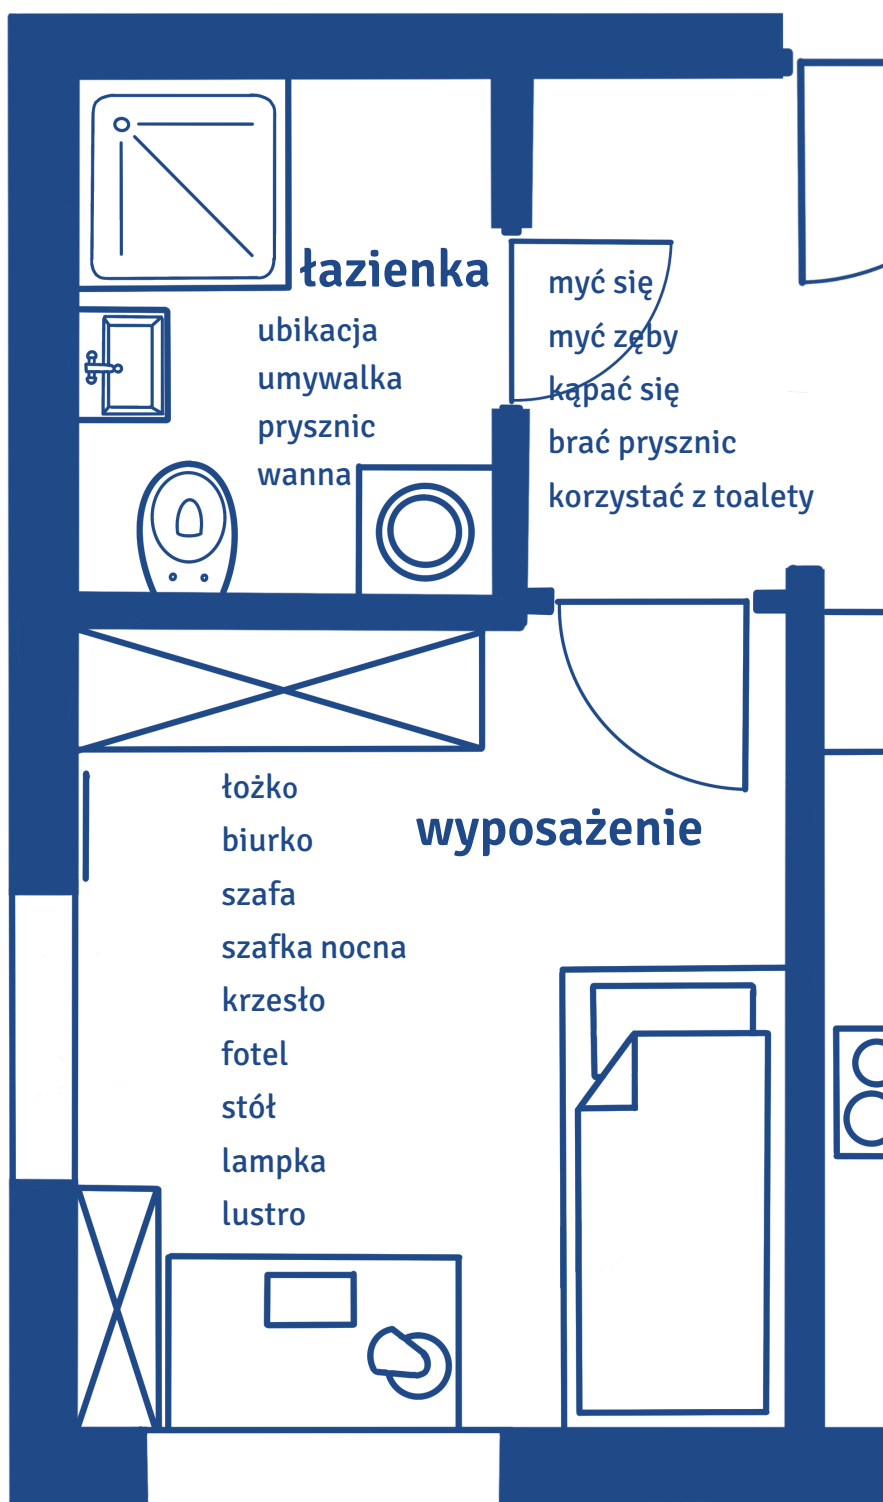 łazienka
ubikacja
umywalka
prysznic
wanna
myć się
myć zęby
kąpać się
brać prysznic
korzystać z toalety
wyposażenie
łożko
biurko
szafa
szafka nocna
krzesło
fotel
stół
lampka
lustro